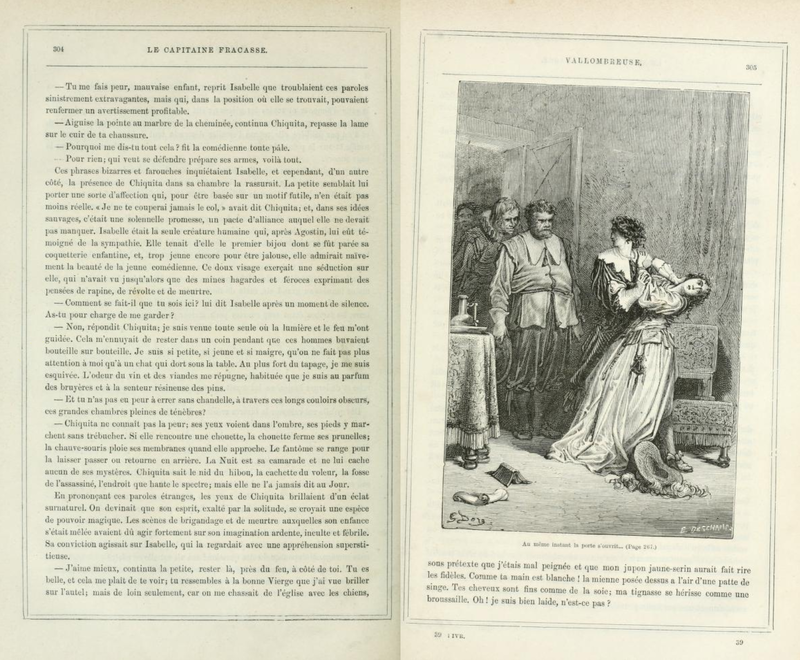 304
LE CAPITAINE FRACASSE.
— Tu me fais peur, mauvaise enfant, reprit Isabelle que troublaient ces paroles
sinistrement extravagantes, mais qui, dans la position où elle se trouvait, pouvaient
renfermer un avertissement profitable.
— Aiguise la pointe au marbre de la cheminée, continua Chiquita, repasse la lame
sur le cuir de ta chaussure.
— Pourquoi me dis-tu tout cela ? fit la comédienne toute pâle.
— Pour rien; qui veut se défendre prépare ses armes, voilà tout.
Ces phrases bizarres et farouches inquiétaient Isabelle, et cependant, d'un autre
côté, la présence de Chiquita dans sa chambre la rassurait. La petite semblait lui
porter une sorte d'affection qui, pour être basée sur un motif futile, n'en était pas
moins réelle. « Je ne te couperai jamais le col, » avait dit Chiquita; et, dans ses idées
sauvages, c'était une solennelle promesse, un pacte d'alliance auquel elle ne devait
pas manquer. Isabelle était la seule créature humaine qui, après Agostin, lui eût té-
moigné de la sympathie. Elle tenait d'elle le premier bijou dont se fût parée sa
coquetterie enfantine, et, trop jeune encore pour être jalouse, elle admirait naïve-
ment la beauté de la jeune comédienne. Ce doux visage exerçait une séduction sur
elle, qui n'avait vu jusqu'alors que des mines hagardes et féroces exprimant des
pensées de rapine, de révolte et de meurtre.
— Comment se fait-il que tu sois ici? lui dit Isabelle après un moment de silence.
As-tu pour charge de me garder ?
— Non, répondit Chiquita; je suis venue toute seule où la lumière et le feu m'ont
guidée. Cela m'ennuyait de rester dans un coin pendant que ces hommes buvaient
bouteille sur bouteille. Je suis si petite, si jeune et si maigre, qu'on ne fait pas plus
attention à moi qu'à un chat qui dort sous la table. Au plus fort du tapage, je me suis
esquivée. L'odeur du vin et des viandes me répugne, habituée que je suis au parfum
des bruyères et à la senteur résineuse des pins.
— Et tu n'as pas eu peur à errer sans chandelle, à travers ces longs couloirs obscurs,
ces grandes chambres pleines de ténèbres?
— Chiquita ne connaît pas la peur; ses yeux voient dans l'ombre, ses pieds y mar-
chent sans trébucher. Si elle rencontre une chouette, la chouette ferme ses prunelles;
la chauve-souris ploie ses membranes quand elle approche. Le fantôme se range pour
la laisser passer ou retourne en arrière. La Nuit est sa camarade et ne lui cache
aucun de ses mystères. Chiquita sait le nid du hibou, la cachette du voleur, la fosse
de l'assassiné, l'endroit que hante le spectre; mais elle ne l'a jamais dit au Jour.
En prononçant ces paroles étranges, les yeux de Chiquita brillaient d'un éclat
surnaturel. On devinait que son esprit, exalté par la solitude, se croyait une espèce
de pouvoir magique. Les scènes de brigandage et de meurtre auxquelles son enfance
s'était mêlée avaient dû agir fortement sur son imagination ardente, inculte et fébrile.
Sa conviction agissait sur Isabelle, qui la regardait avec une appréhension supersti-
tieuse.
— J'aime mieux, continua la petite, rester là, près du feu, à côté de toi. Tu es
belle, et cela me plaît de te voir; tu ressembles à la bonne Vierge que j'ai vue briller
sur l'autel; mais de loin seulement, car on me chassait de l'église avec les chiens,
VALLOMBREUSE.
305
G. Doré
E. DESCHAMPS
Au même instant la porte s'ouvrit... (Page 287.)
sous prétexte que j'étais mal peignée et que mon jupon jaune-serin aurait fait rire
les fidèles. Comme ta main est blanche ! la mienne posée dessus a l'air d'une patte de
singe. Tes cheveux sont fins comme de la soie; ma tignasse se hérisse comme une
broussaille. Oh ! je suis bien laide, n'est-ce pas ?
39
39